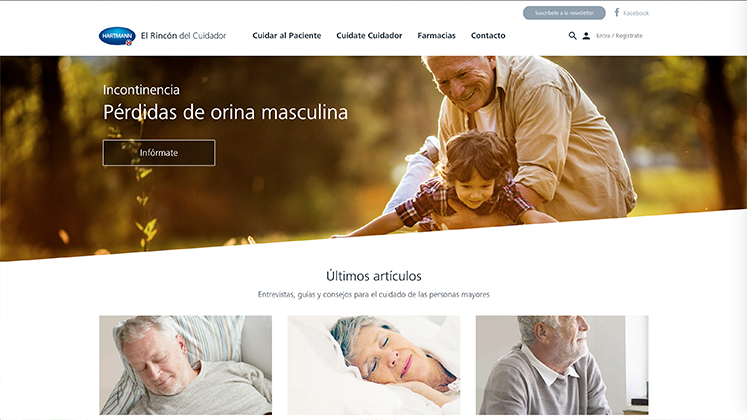 Suscríbete a la newsletter
Facebook
HARTMANN
El Rincón del Cuidador
Cuidar al Paciente
Cuídate Cuidador
Farmacias
Contacto
Entra / Regístrate
Incontinencia
Pérdidas de orina masculina
Infórmate
Últimos artículos
Entrevistas, guías y consejos para el cuidado de las personas mayores